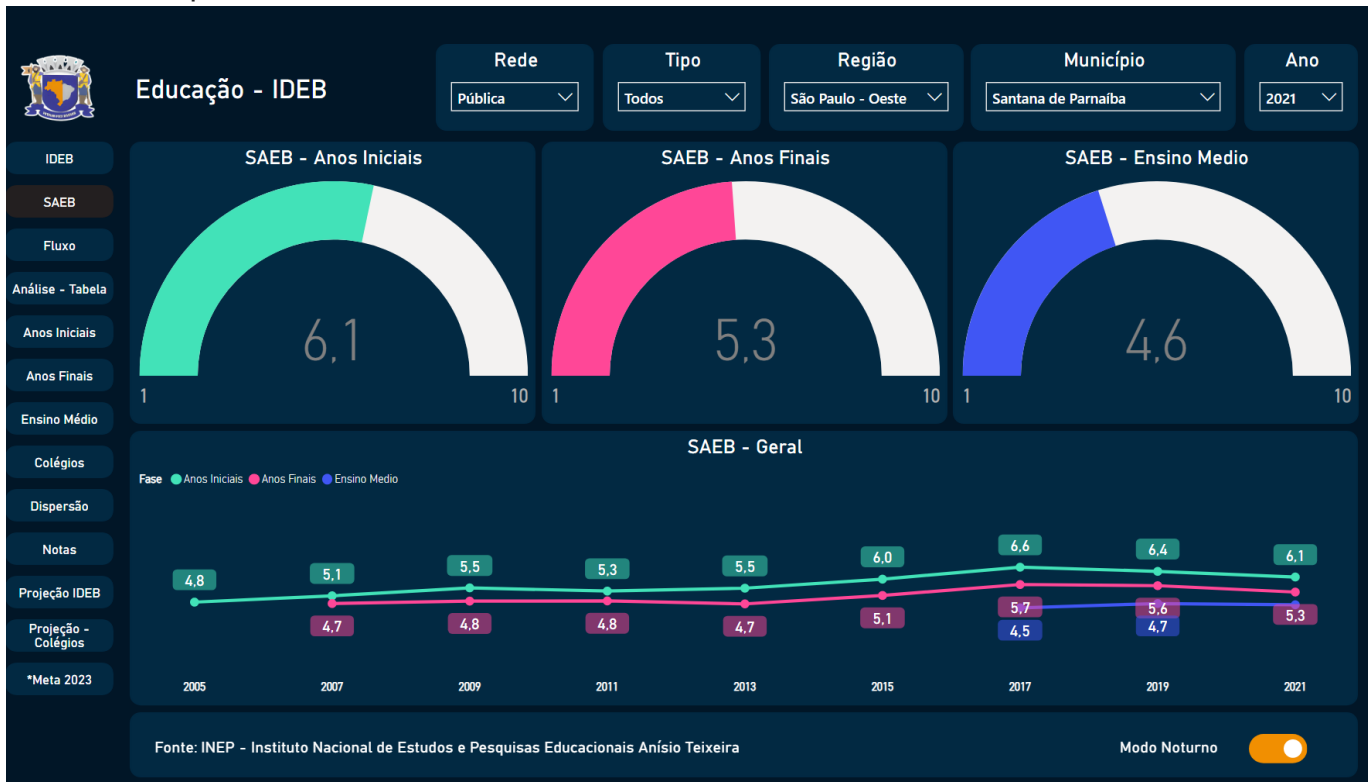 Educação - IDEB
Rede
Pública
Tipo
Todos
Região
São Paulo - Oeste
Município
Santana de Parnaíba
Ano
2021
IDEB
SAEB
Fluxo
Análise - Tabela
Anos Iniciais
Anos Finais
Ensino Médio
Colégios
Dispersão
Notas
Projeção IDEB
Projeção -
Colégios
*Meta 2023
SAEB - Anos Iniciais
6,1
1 10
SAEB - Anos Finais
5,3
1 10
SAEB - Ensino Medio
4,6
1 10
SAEB - Geral
Fase Anos Iniciais Anos Finais Ensino Medio
4,8 5,1 5,5 5,3 5,5 6,0 6,6 6,4 6,1
4,7 4,8 4,8 4,7 5,1 5,7 5,6 5,3
4,5 4,7
2005 2007 2009 2011 2013 2015 2017 2019 2021
Fonte: INEP - Instituto Nacional de Estudos e Pesquisas Educacionais Anísio Teixeira
Modo Noturno